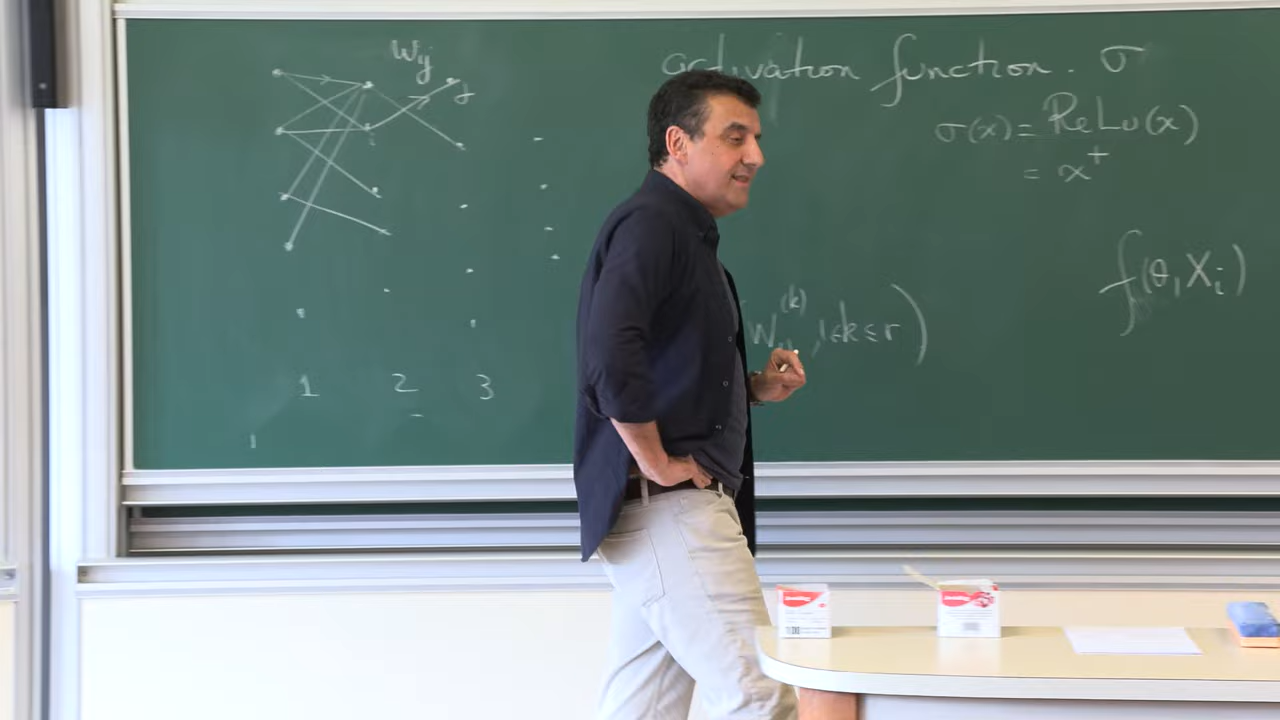 Wij
j
activation function. σ
σ(x) = ReLu(x)
= x⁺
f(θ, Xᵢ)
W⁽ᵏ⁾, 1≤k≤r )
1 2 3